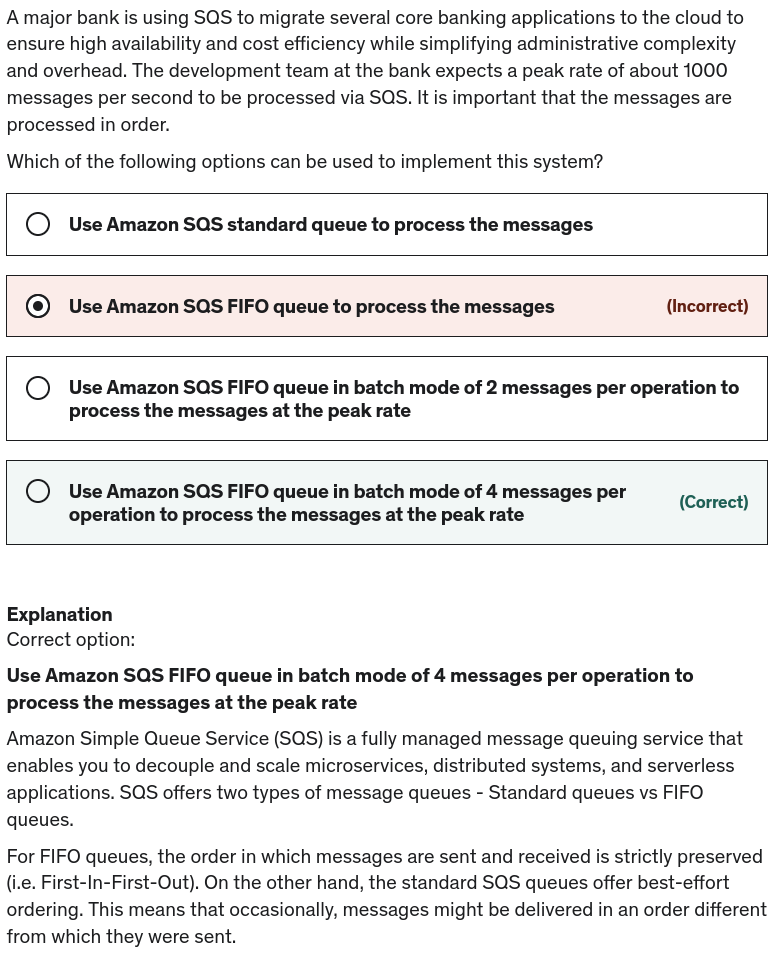 A major bank is using SQS to migrate several core banking applications to the cloud to
ensure high availability and cost efficiency while simplifying administrative complexity
and overhead. The development team at the bank expects a peak rate of about 1000
messages per second to be processed via SQS. It is important that the messages are
processed in order.
Which of the following options can be used to implement this system?
Use Amazon SQS standard queue to process the messages
Use Amazon SQS FIFO queue to process the messages (Incorrect)
Use Amazon SQS FIFO queue in batch mode of 2 messages per operation to
process the messages at the peak rate
Use Amazon SQS FIFO queue in batch mode of 4 messages per
operation to process the messages at the peak rate (Correct)
Explanation
Correct option:
Use Amazon SQS FIFO queue in batch mode of 4 messages per operation to
process the messages at the peak rate
Amazon Simple Queue Service (SQS) is a fully managed message queuing service that
enables you to decouple and scale microservices, distributed systems, and serverless
applications. SQS offers two types of message queues - Standard queues vs FIFO
queues.
For FIFO queues, the order in which messages are sent and received is strictly preserved
(i.e. First-In-First-Out). On the other hand, the standard SQS queues offer best-effort
ordering. This means that occasionally, messages might be delivered in an order different
from which they were sent.